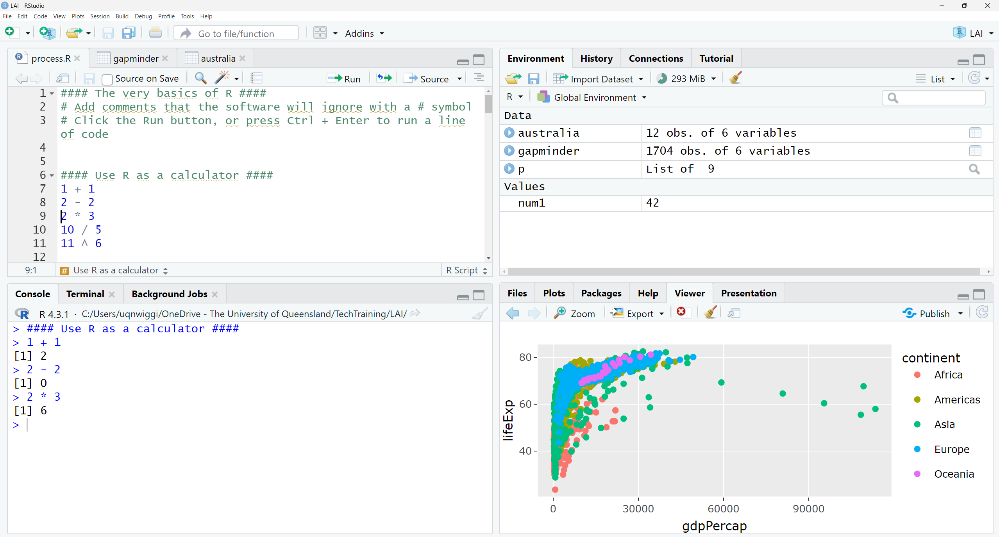 LAI - RStudio
File Edit Code View Plots Session Build Debug Profile Tools Help
Go to file/function
Addins
LAI
process.R
gapminder
australia
Source on Save
Run
Source
1 #### The very basics of R ####
2 # Add comments that the software will ignore with a # symbol
3 # Click the Run button, or press Ctrl + Enter to run a line
of code
4
5
6 #### Use R as a calculator ####
7 1 + 1
8 2 - 2
9 2 * 3
10 10 / 5
11 11 ^ 6
12
9:1 # Use R as a calculator R Script
Console Terminal Background Jobs
R 4.3.1 · C:/Users/uqnwiggi/OneDrive - The University of Queensland/TechTraining/LAI/
> #### Use R as a calculator ####
> 1 + 1
[1] 2
> 2 - 2
[1] 0
> 2 * 3
[1] 6
>
Environment History Connections Tutorial
Import Dataset 293 MiB List
R Global Environment
Data
australia 12 obs. of 6 variables
gapminder 1704 obs. of 6 variables
p List of 9
Values
num1 42
Files Plots Packages Help Viewer Presentation
Zoom Export Publish
80
60
40
lifeExp
0 30000 60000 90000
gdpPercap
continent
Africa
Americas
Asia
Europe
Oceania